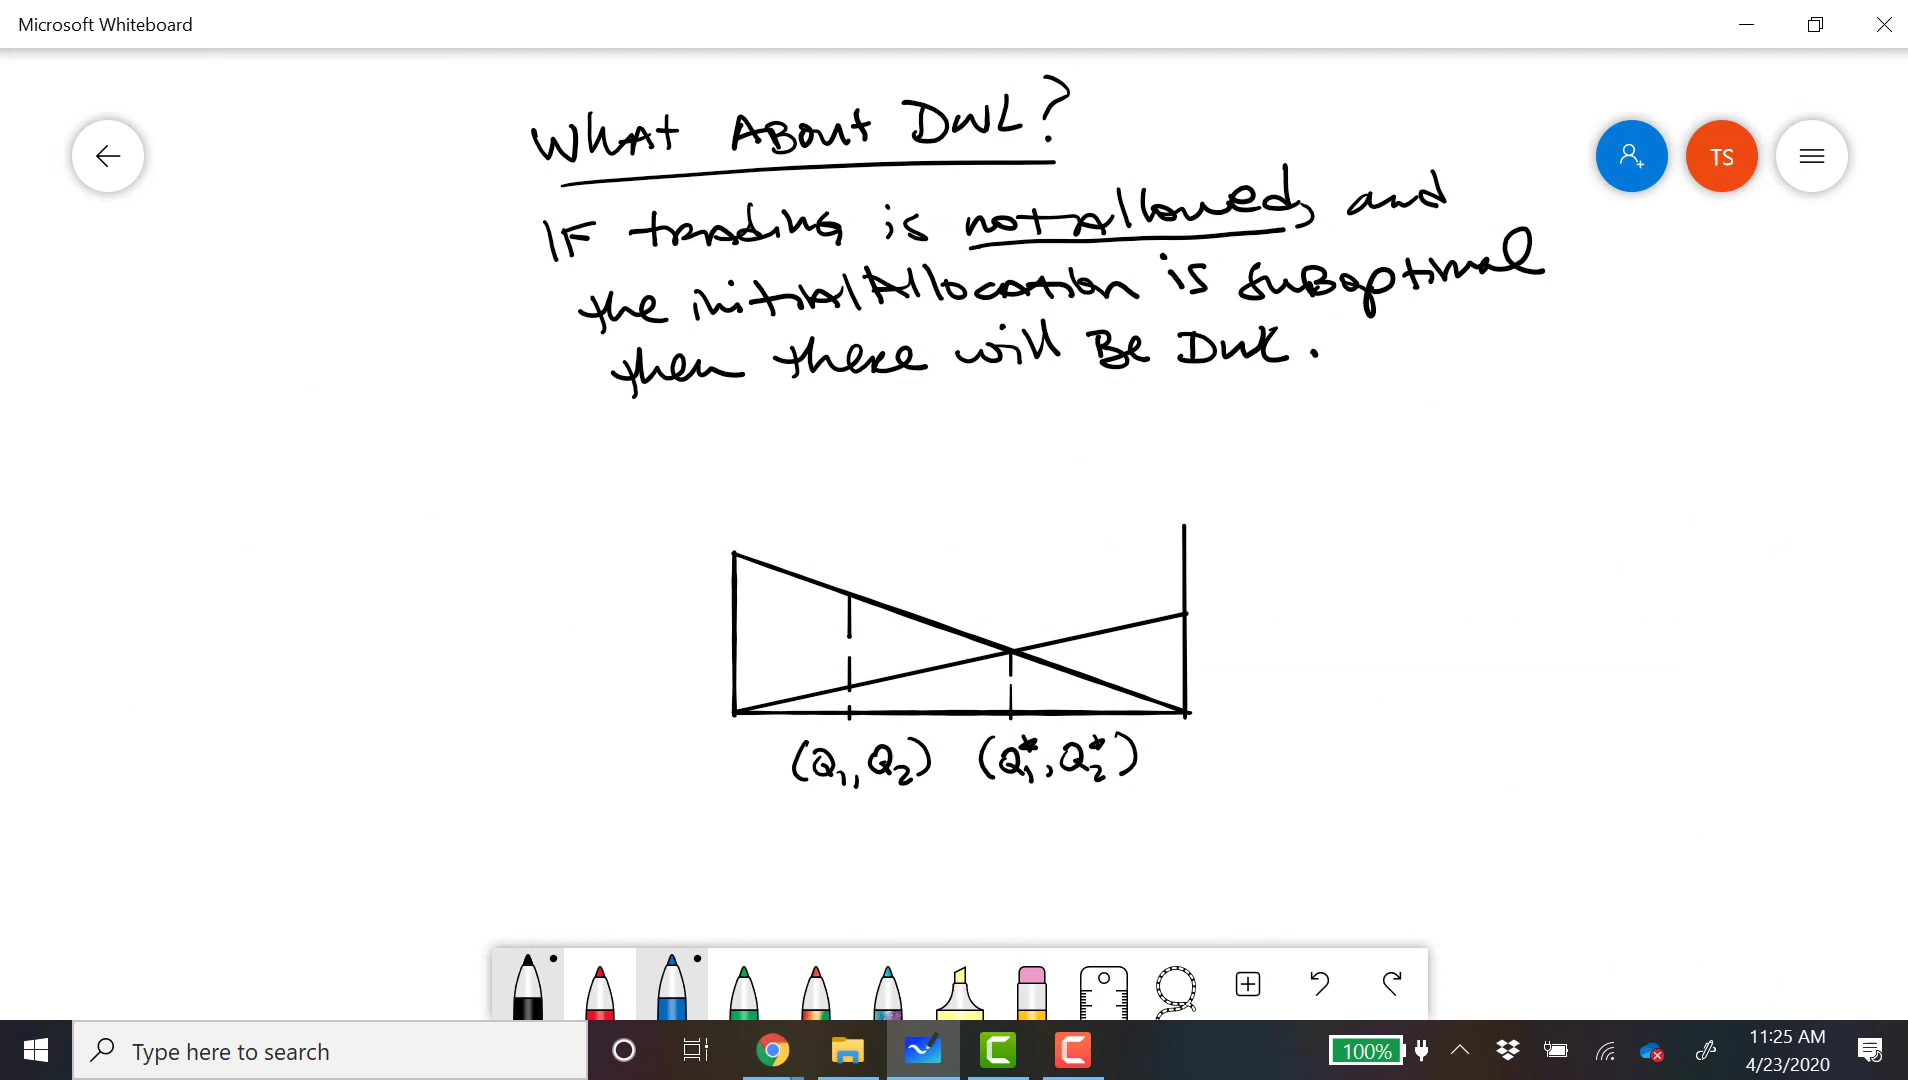 Microsoft Whiteboard
What About DWL?
TS
If trading is not allowed, and
the initial Allocation is suboptimal
then there will Be DWL.
(Q₁, Q₂) (Q₁*, Q₂*)
Type here to search
100%
11:25 AM
4/23/2020